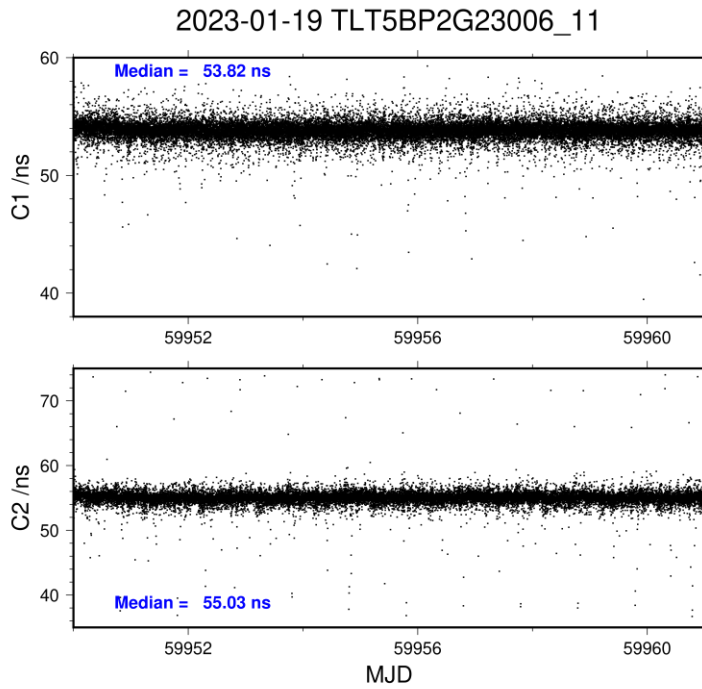 2023-01-19 TLT5BP2G23006_11
60
Median = 53.82 ns
50
C1 /ns
40
59952 59956 59960
70
60
C2 /ns
50
40
Median = 55.03 ns
59952 59956 59960
MJD